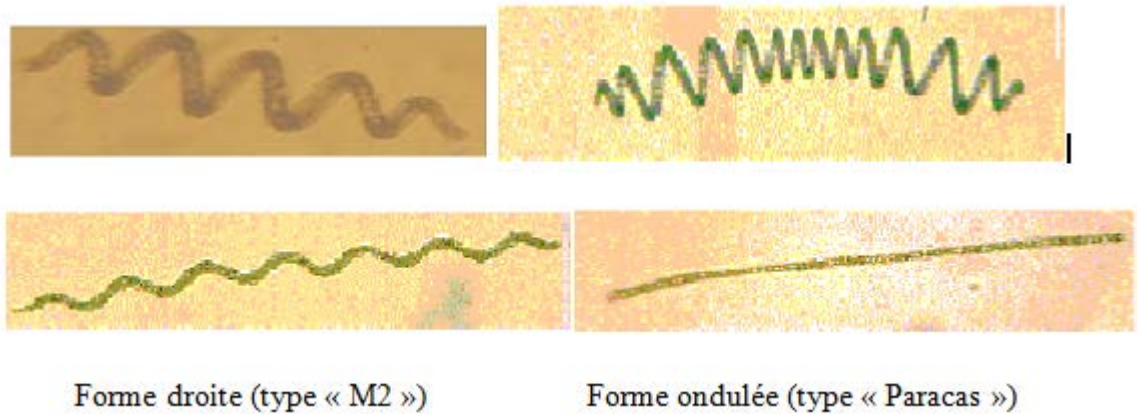 Forme droite (type « M2 »)
Forme ondulée (type « Paracas »)